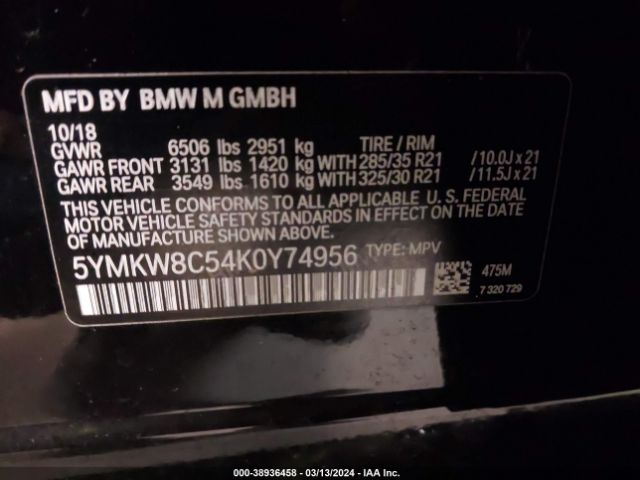 MFD BY BMW M GMBH
10/18
GVWR 6506 lbs 2951 kg TIRE / RIM
GAWR FRONT 3131 lbs 1420 kg WITH 285/35 R21 /10.0J x 21
GAWR REAR 3549 lbs 1610 kg WITH 325/30 R21 /11.5J x 21
THIS VEHICLE CONFORMS TO ALL APPLICABLE U. S. FEDERAL
MOTOR VEHICLE SAFETY STANDARDS IN EFFECT ON THE
DATE OF MANUFACTURE SHOWN ABOVE.
5YMKW8C54K0Y74956 TYPE: MPV
475M
7 320 729
000-38936458 - 03/13/2024 - IAA Inc.